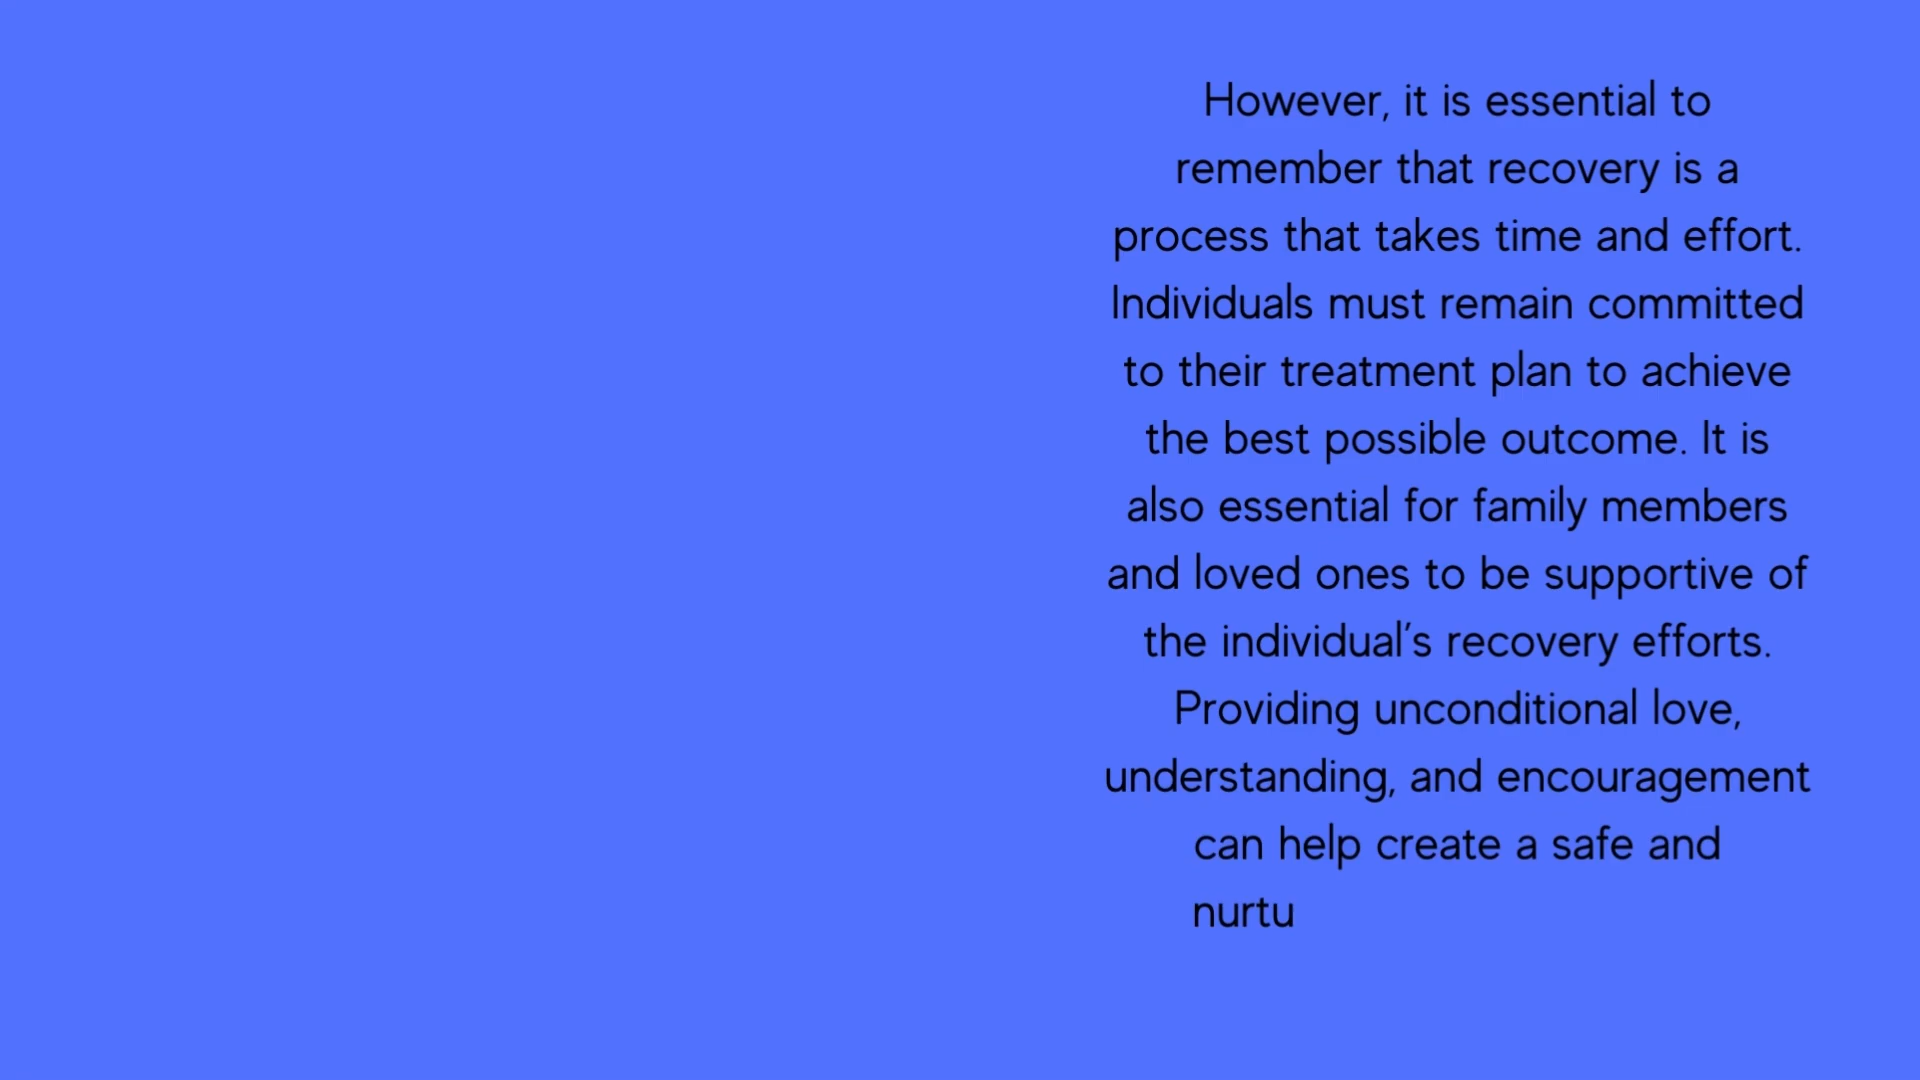 However, it is essential to
remember that recovery is a
process that takes time and effort.
Individuals must remain committed
to their treatment plan to achieve
the best possible outcome. It is
also essential for family members
and loved ones to be supportive of
the individual’s recovery efforts.
Providing unconditional love,
understanding, and encouragement
can help create a safe and
nurtu